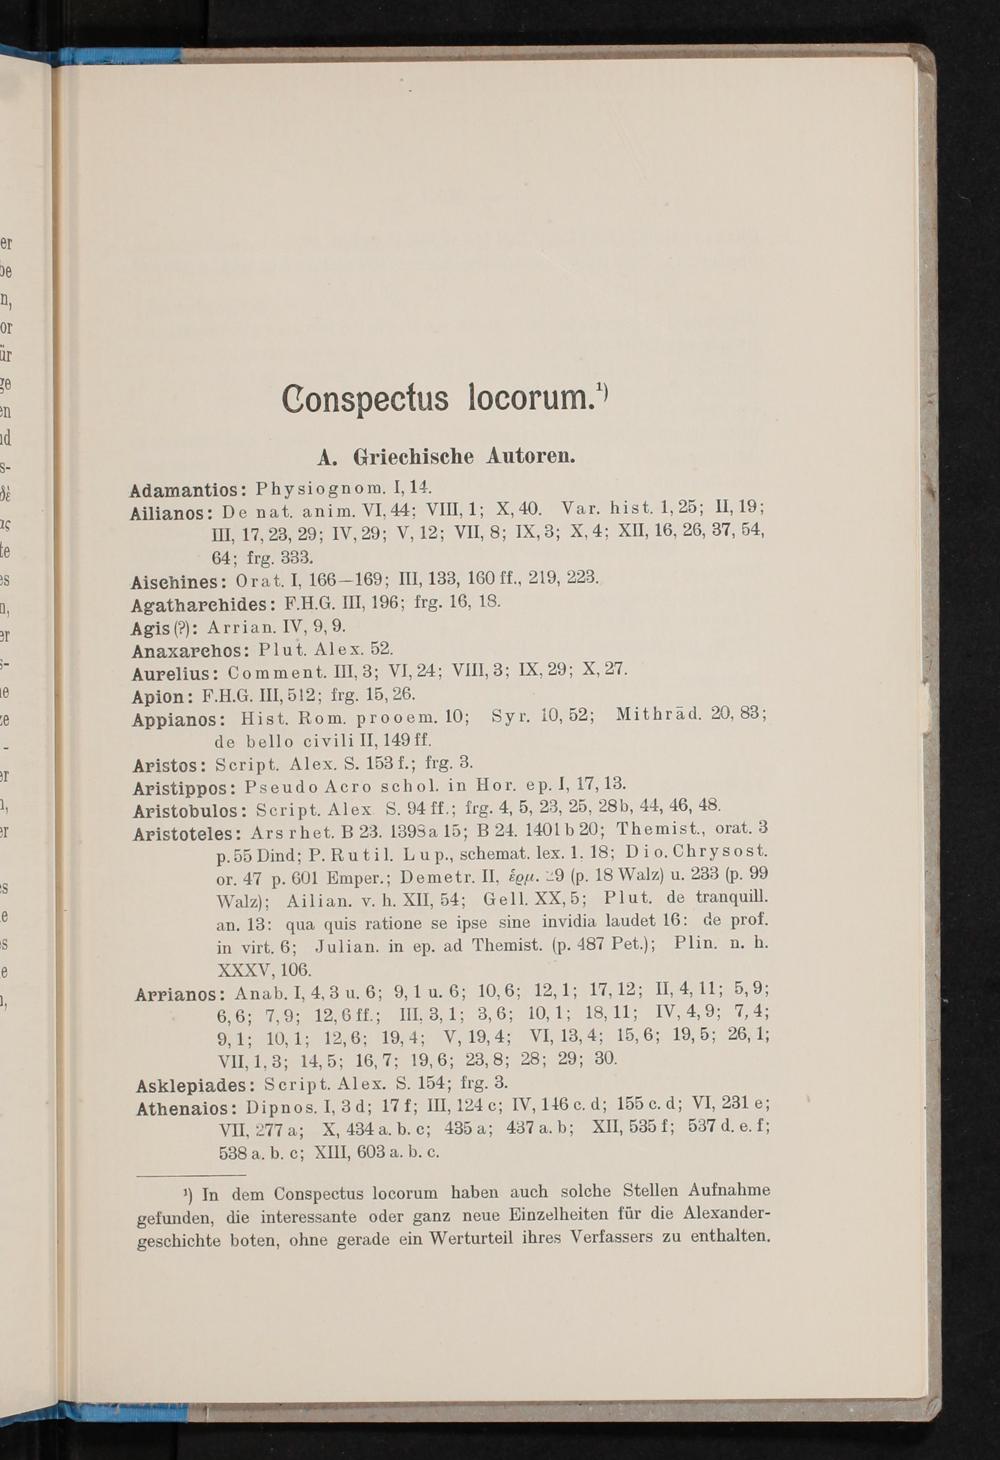 Conspectus locorum.¹)
A. Griechische Autoren.
Adamantios: Physiognom. I, 14.
Ailianos: De nat. anim. VI, 44; VIII, 1; X, 40. Var. hist. 1, 25; II, 19;
III, 17, 23, 29; IV, 29; V, 12; VII, 8; IX, 3; X, 4; XII, 16, 26, 37, 54,
64; frg. 333.
Aischines: Orat. I, 166—169; III, 133, 160 ff., 219, 223.
Agatharchides: F.H.G. III, 196; frg. 16, 18.
Agis (?): Arrian. IV, 9, 9.
Anaxarchos: Plut. Alex. 52.
Aurelius: Comment. III, 3; VI, 24; VIII, 3; IX, 29; X, 27.
Apion: F.H.G. III, 512; frg. 15, 26.
Appianos: Hist. Rom. prooem. 10; Syr. 10, 52; Mithrad. 20, 83;
de bello civili II, 149 ff.
Aristos: Script. Alex. S. 153 f.; frg. 3.
Aristippos: Pseudo Acro schol. in Hor. ep. I, 17, 13.
Aristobulos: Script. Alex S. 94 ff.; frg. 4, 5, 23, 25, 28b, 44, 46, 48.
Aristoteles: Ars rhet. B 23. 1398a 15; B 24. 1401 b 20; Themist., orat. 3
p. 55 Dind; P. Rutil. Lup., schemat. lex. 1. 18; Dio. Chrysost.
or. 47 p. 601 Emper.; Demetr. II, ἑρμ. 29 (p. 18 Walz) u. 233 (p. 99
Walz); Ailian. v. h. XII, 54; Gell. XX, 5; Plut. de tranquill.
an. 13: qua quis ratione se ipse sine invidia laudet 16: de prof.
in virt. 6; Julian. in ep. ad Themist. (p. 487 Pet.); Plin. n. h.
XXXV, 106.
Arrianos: Anab. I, 4, 3 u. 6; 9, 1 u. 6; 10, 6; 12, 1; 17, 12; II, 4, 11; 5, 9;
6, 6; 7, 9; 12, 6 ff.; III, 3, 1; 3, 6; 10, 1; 18, 11; IV, 4, 9; 7, 4;
9, 1; 10, 1; 12, 6; 19, 4; V, 19, 4; VI, 13, 4; 15, 6; 19, 5; 26, 1;
VII, 1, 3; 14, 5; 16, 7; 19, 6; 23, 8; 28; 29; 30.
Asklepiades: Script. Alex. S. 154; frg. 3.
Athenaios: Dipnos. I, 3 d; 17 f; III, 124 c; IV, 146 c. d; 155 c. d; VI, 231 e;
VII, 277 a; X, 434 a. b. c; 435 a; 437 a. b; XII, 535 f; 537 d. e. f;
538 a. b. c; XIII, 603 a. b. c.
¹) In dem Conspectus locorum haben auch solche Stellen Aufnahme
gefunden, die interessante oder ganz neue Einzelheiten für die Alexander-
geschichte boten, ohne gerade ein Werturteil ihres Verfassers zu enthalten.